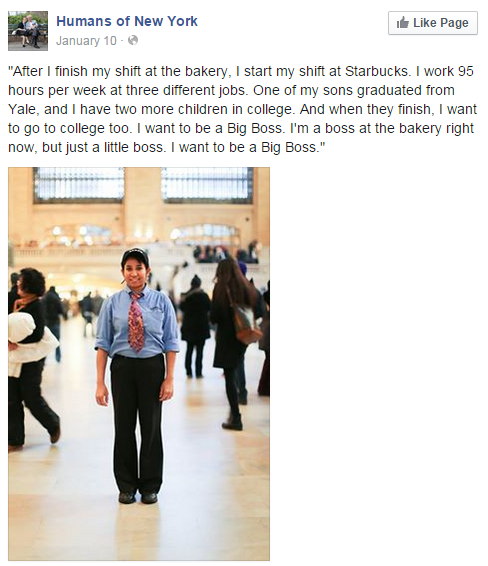 Humans of New York
Like Page
January 10 ·
"After I finish my shift at the bakery, I start my shift at Starbucks. I work 95
hours per week at three different jobs. One of my sons graduated from
Yale, and I have two more children in college. And when they finish, I want
to go to college too. I want to be a Big Boss. I'm a boss at the bakery right
now, but just a little boss. I want to be a Big Boss."